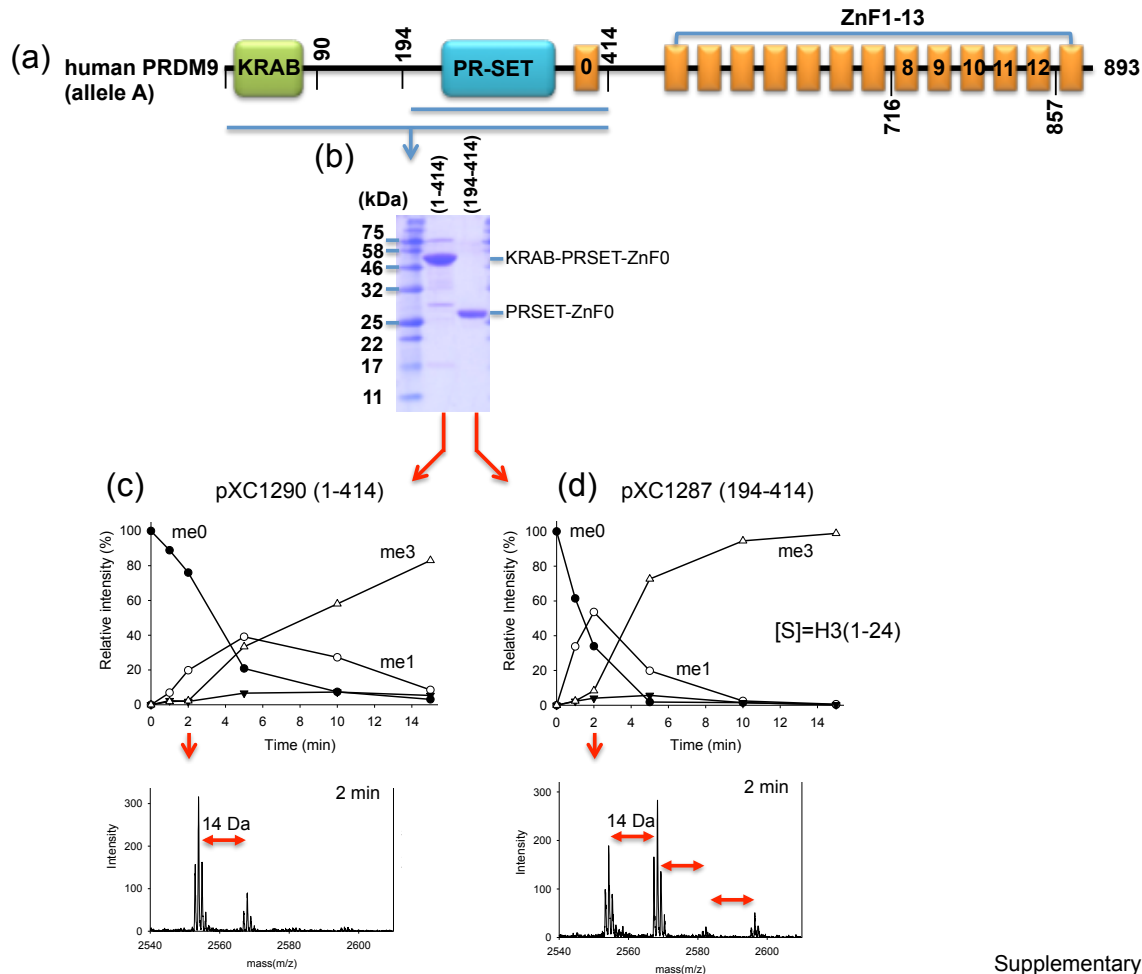 (a)
human PRDM9
(allele A)
KRAB
90
194
PR-SET
0
414
ZnF1-13
8
9
10
11
12
716
857
893
(b)
(kDa)
(1-414)
(194-414)
75
58
46
32
25
22
17
11
KRAB-PRSET-ZnF0
PRSET-ZnF0
(c)
pXC1290 (1-414)
Relative intensity (%)
100
80
60
40
20
0
me0
me3
me1
0 2 4 6 8 10 12 14
Time (min)
2 min
14 Da
Intensity
300
200
100
0
2540 2560 2580 2600
mass(m/z)
(d)
pXC1287 (194-414)
Relative Intensity (%)
100
80
60
40
20
0
me0
me3
me1
[S]=H3(1-24)
0 2 4 6 8 10 12 14
Time (min)
2 min
14 Da
Intensity
300
200
100
0
2540 2560 2580 2600
mass(m/z)
Supplementary